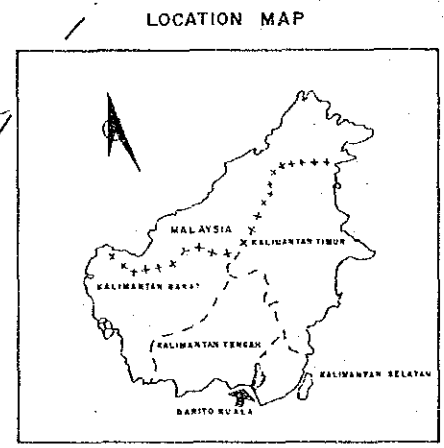 LOCATION MAP
MALAYSIA
KALIMANTAN TIMUR
KALIMANTAN BARAT
KALIMANTAN TENGAH
KALIMANTAN SELATAN
BARITO KUALA